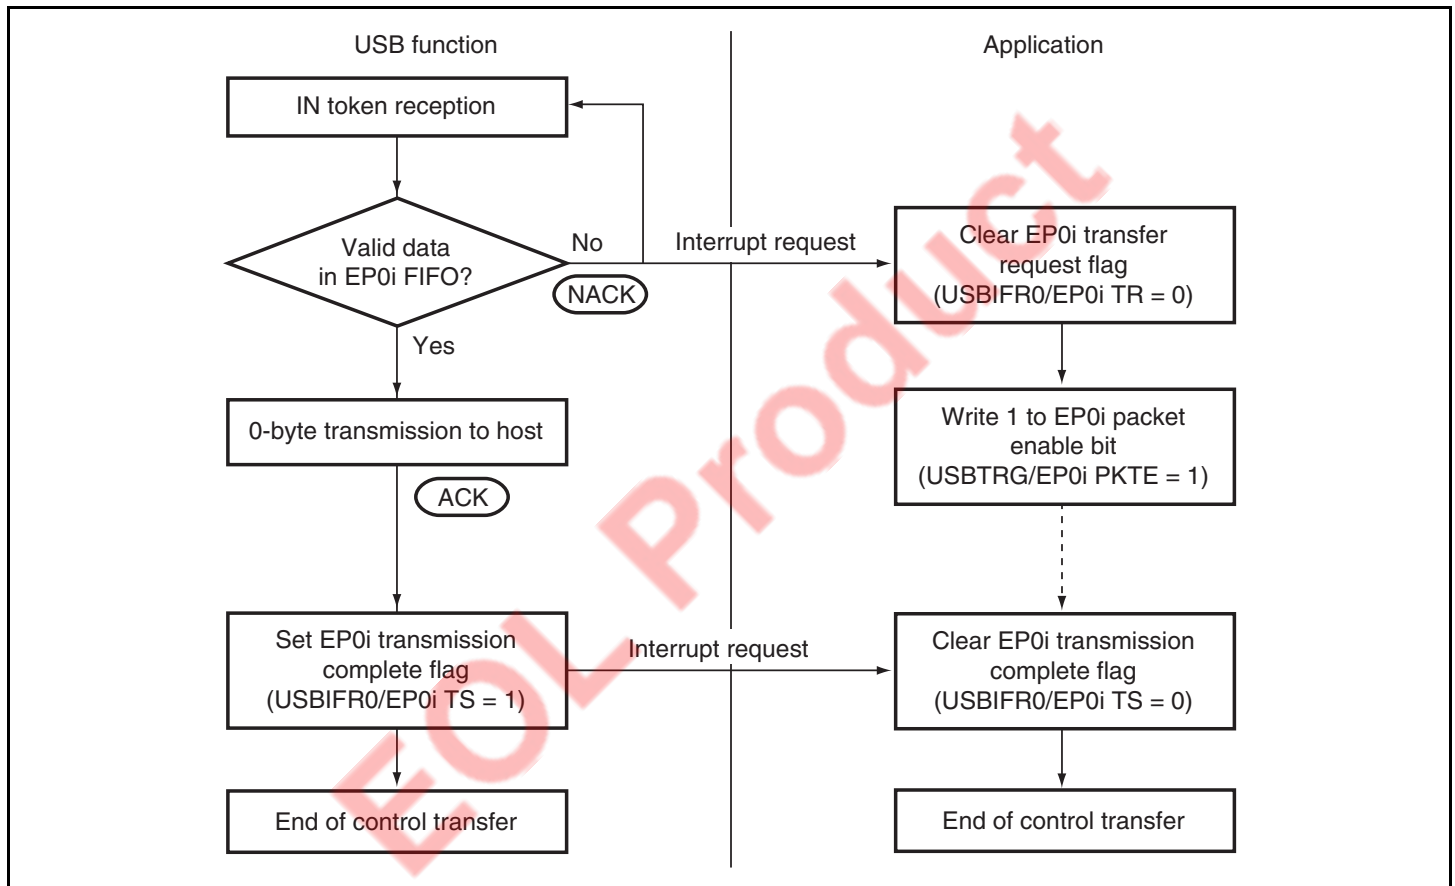 USB function
Application
IN token reception
Valid data
in EP0i FIFO?
No
NACK
Interrupt request
Clear EP0i transfer
request flag
(USBIFR0/EP0i TR = 0)
Yes
0-byte transmission to host
ACK
Write 1 to EP0i packet
enable bit
(USBTRG/EP0i PKTE = 1)
Set EP0i transmission
complete flag
(USBIFR0/EP0i TS = 1)
Interrupt request
Clear EP0i transmission
complete flag
(USBIFR0/EP0i TS = 0)
End of control transfer
End of control transfer
EOL Product